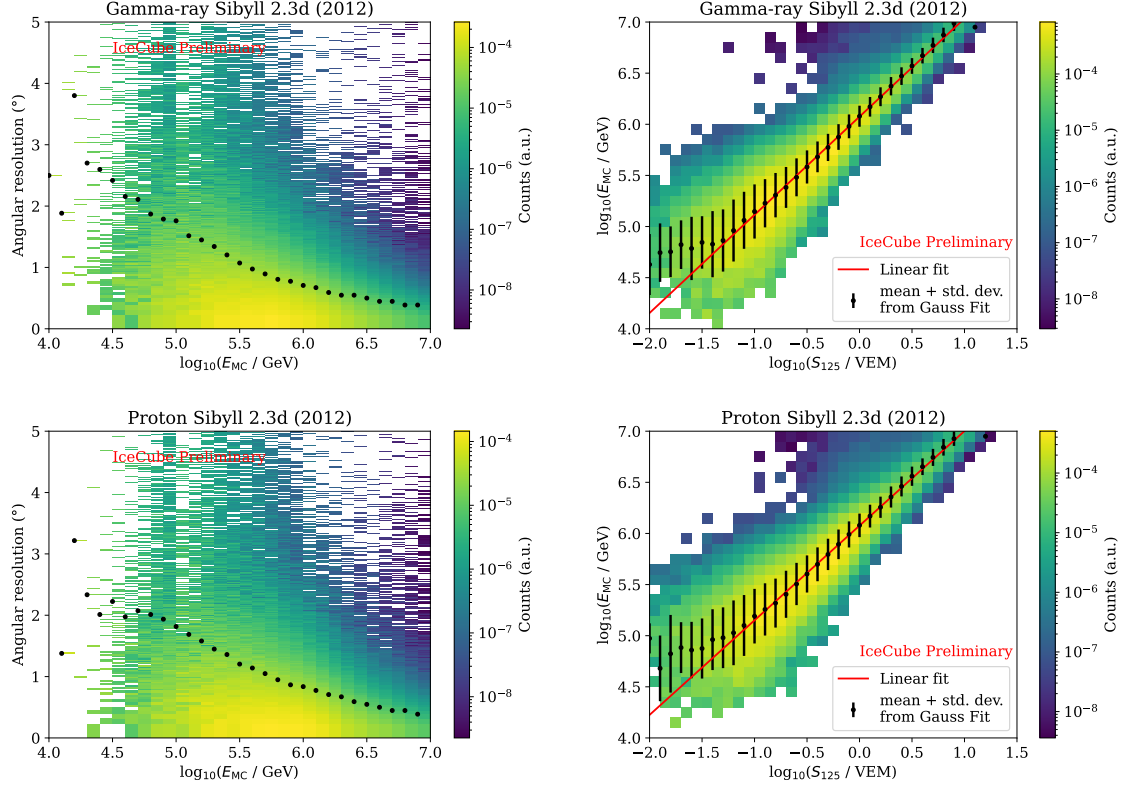 Gamma-ray Sibyll 2.3d (2012)
IceCube Preliminary
Angular resolution (°)
5
4
3
2
1
0
4.0 4.5 5.0 5.5 6.0 6.5 7.0
log₁₀(E_MC / GeV)
10⁻⁴
10⁻⁵
10⁻⁶
10⁻⁷
10⁻⁸
Counts (a.u.)
Gamma-ray Sibyll 2.3d (2012)
log₁₀(E_MC / GeV)
7.0
6.5
6.0
5.5
5.0
4.5
4.0
IceCube Preliminary
Linear fit
mean + std. dev.
from Gauss Fit
−2.0 −1.5 −1.0 −0.5 0.0 0.5 1.0 1.5
log₁₀(S₁₂₅ / VEM)
10⁻⁴
10⁻⁵
10⁻⁶
10⁻⁷
10⁻⁸
Counts (a.u.)
Proton Sibyll 2.3d (2012)
IceCube Preliminary
Angular resolution (°)
5
4
3
2
1
0
4.0 4.5 5.0 5.5 6.0 6.5 7.0
log₁₀(E_MC / GeV)
10⁻⁴
10⁻⁵
10⁻⁶
10⁻⁷
10⁻⁸
Counts (a.u.)
Proton Sibyll 2.3d (2012)
log₁₀(E_MC / GeV)
7.0
6.5
6.0
5.5
5.0
4.5
4.0
IceCube Preliminary
Linear fit
mean + std. dev.
from Gauss Fit
−2.0 −1.5 −1.0 −0.5 0.0 0.5 1.0 1.5
log₁₀(S₁₂₅ / VEM)
10⁻⁴
10⁻⁵
10⁻⁶
10⁻⁷
10⁻⁸
Counts (a.u.)